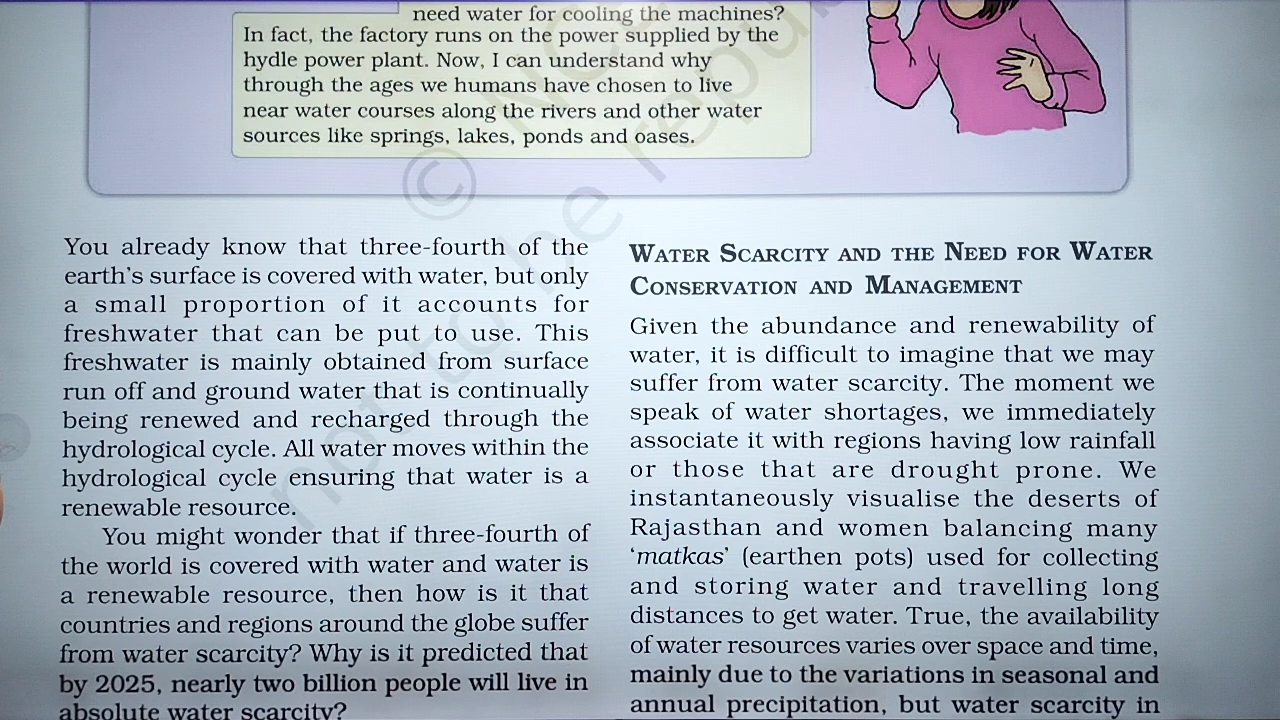 need water for cooling the machines?
In fact, the factory runs on the power supplied by the
hydle power plant. Now, I can understand why
through the ages we humans have chosen to live
near water courses along the rivers and other water
sources like springs, lakes, ponds and oases.
You already know that three-fourth of the
earth's surface is covered with water, but only
a small proportion of it accounts for
freshwater that can be put to use. This
freshwater is mainly obtained from surface
run off and ground water that is continually
being renewed and recharged through the
hydrological cycle. All water moves within the
hydrological cycle ensuring that water is a
renewable resource.
You might wonder that if three-fourth of
the world is covered with water and water is
a renewable resource, then how is it that
countries and regions around the globe suffer
from water scarcity? Why is it predicted that
by 2025, nearly two billion people will live in
absolute water scarcity?
WATER SCARCITY AND THE NEED FOR WATER
CONSERVATION AND MANAGEMENT
Given the abundance and renewability of
water, it is difficult to imagine that we may
suffer from water scarcity. The moment we
speak of water shortages, we immediately
associate it with regions having low rainfall
or those that are drought prone. We
instantaneously visualise the deserts of
Rajasthan and women balancing many
‘matkas’ (earthen pots) used for collecting
and storing water and travelling long
distances to get water. True, the availability
of water resources varies over space and time,
mainly due to the variations in seasonal and
annual precipitation, but water scarcity in
©
not to be